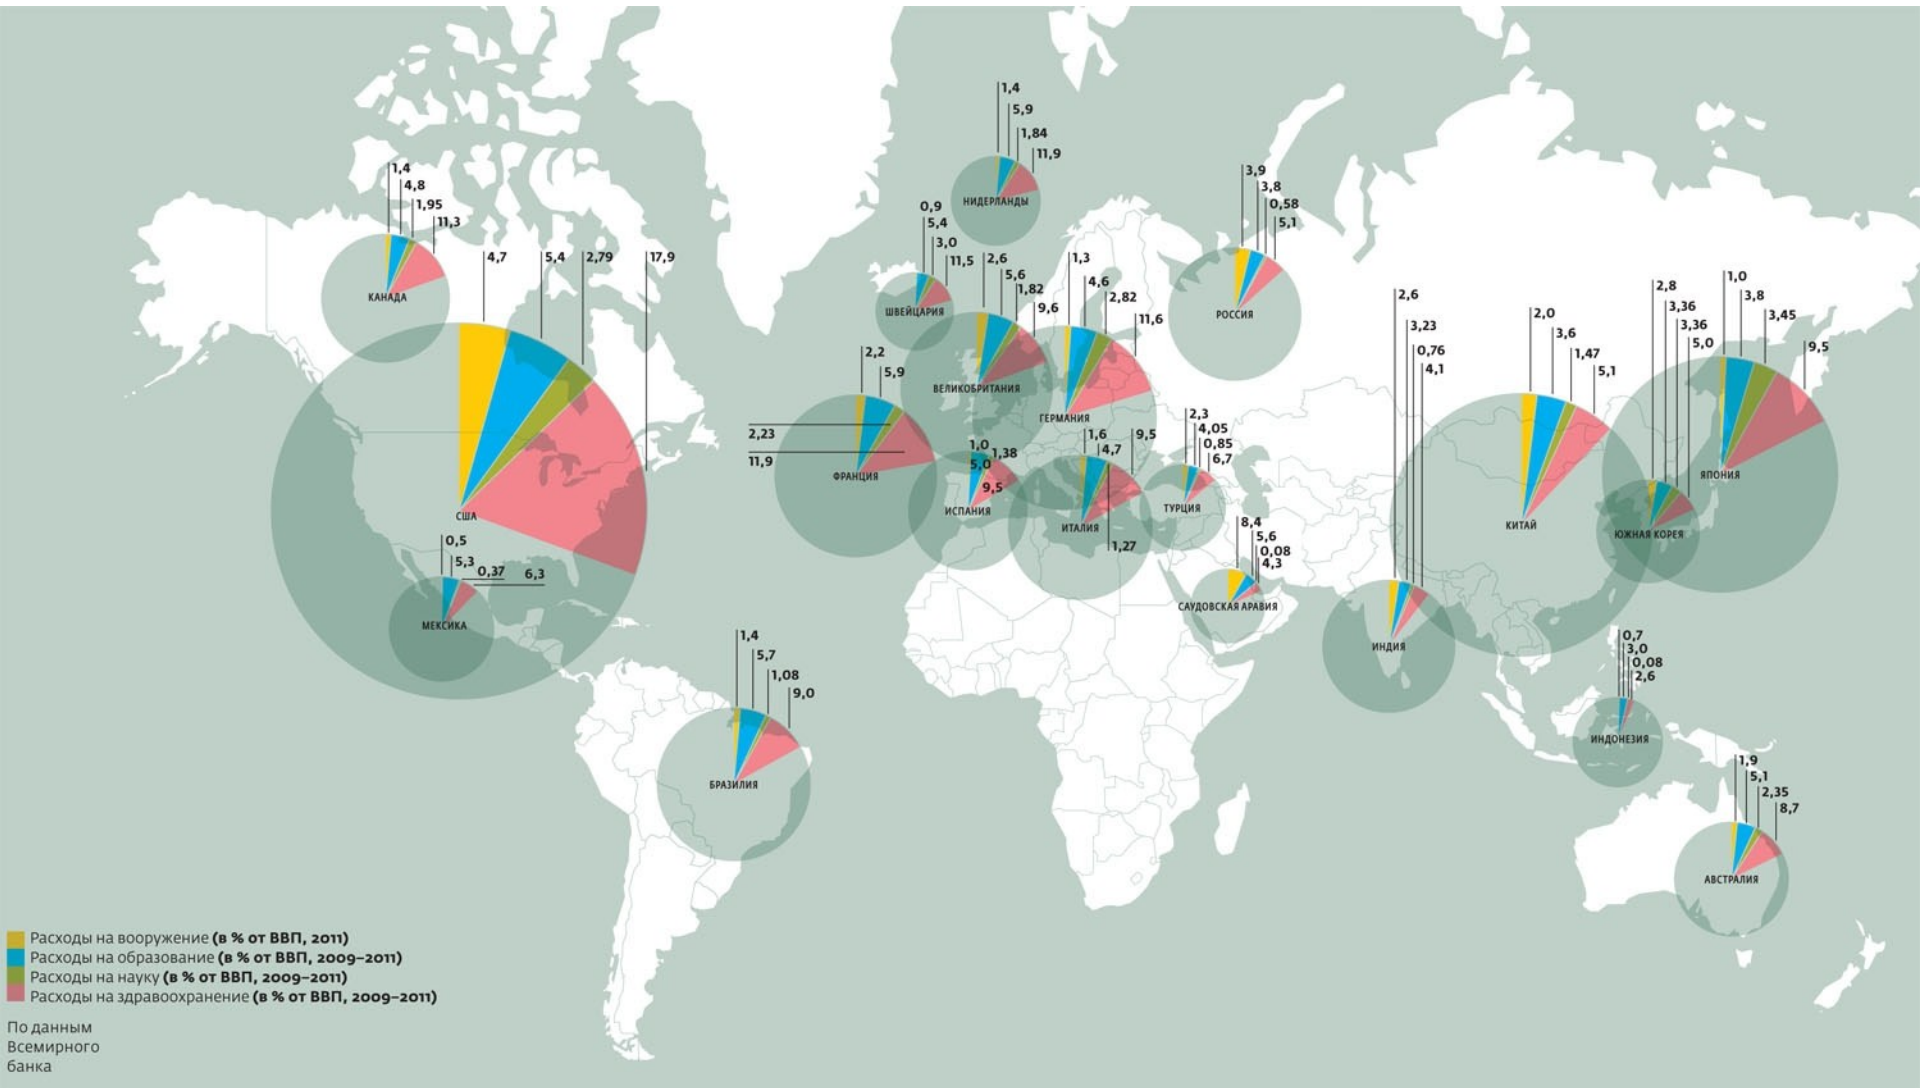 1,4
4,8
1,95
11,3
КАНАДА
4,7
5,4
2,79
17,9
США
0,5
5,3
0,37
6,3
МЕКСИКА
1,4
5,7
1,08
9,0
БРАЗИЛИЯ
1,4
5,9
1,84
11,9
НИДЕРЛАНДЫ
0,9
5,4
3,0
11,5
ШВЕЙЦАРИЯ
2,6
5,6
1,82
9,6
ВЕЛИКОБРИТАНИЯ
1,3
4,6
2,82
11,6
ГЕРМАНИЯ
2,2
5,9
2,23
11,9
ФРАНЦИЯ
1,0
1,38
5,0
9,5
ИСПАНИЯ
1,6
4,7
9,5
1,27
ИТАЛИЯ
2,3
4,05
0,85
6,7
ТУРЦИЯ
3,9
3,8
0,58
5,1
РОССИЯ
8,4
5,6
0,08
4,3
САУДОВСКАЯ АРАВИЯ
2,6
3,23
0,76
4,1
ИНДИЯ
2,0
3,6
1,47
5,1
КИТАЙ
2,8
3,36
3,36
5,0
ЮЖНАЯ КОРЕЯ
1,0
3,8
3,45
9,5
ЯПОНИЯ
0,7
3,0
0,08
2,6
ИНДОНЕЗИЯ
1,9
5,1
2,35
8,7
АВСТРАЛИЯ
Расходы на вооружение (в % от ВВП, 2011)
Расходы на образование (в % от ВВП, 2009–2011)
Расходы на науку (в % от ВВП, 2009–2011)
Расходы на здравоохранение (в % от ВВП, 2009–2011)
По данным
Всемирного
банка